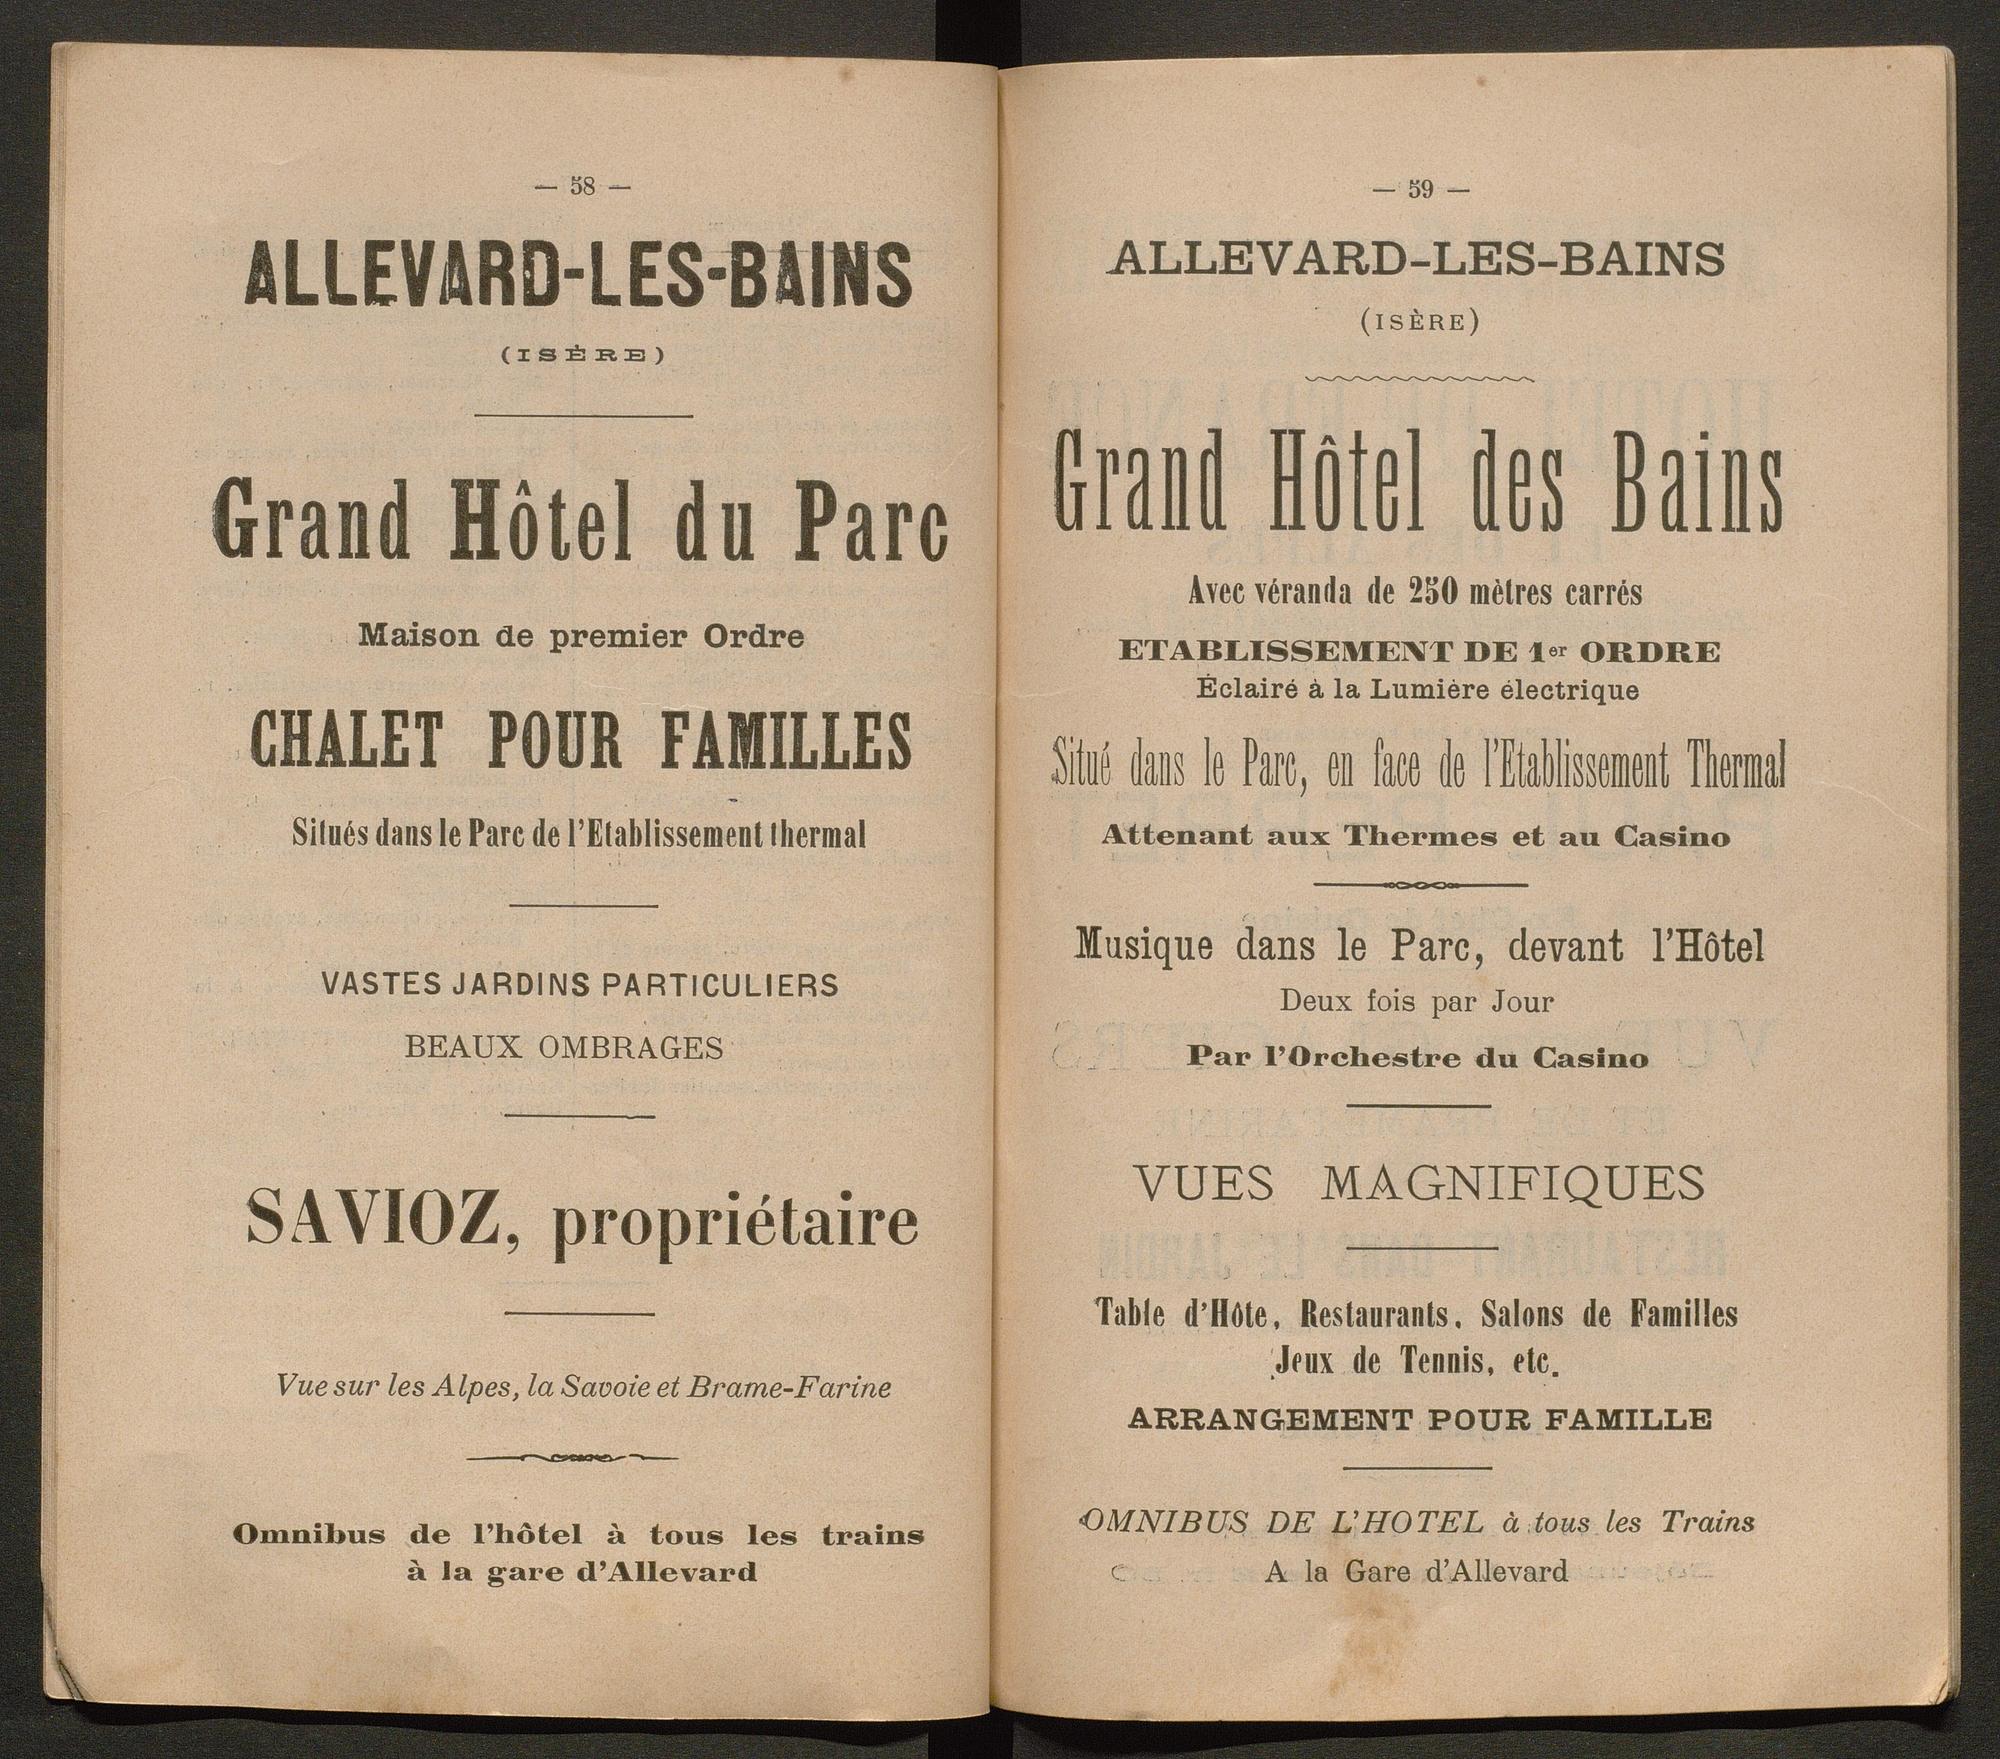 — 58 —
ALLEVARD-LES-BAINS
(ISÈRE)
Grand Hôtel du Parc
Maison de premier Ordre
CHALET POUR FAMILLES
Situés dans le Parc de l'Etablissement thermal
VASTES JARDINS PARTICULIERS
BEAUX OMBRAGES
SAVIOZ, propriétaire
Vue sur les Alpes, la Savoie et Brame-Farine
Omnibus de l'hôtel à tous les trains
à la gare d'Allevard
— 59 —
ALLEVARD-LES-BAINS
(ISÈRE)
Grand Hôtel des Bains
Avec véranda de 250 mètres carrés
ETABLISSEMENT DE 1er ORDRE
Éclairé à la Lumière électrique
Situé dans le Parc, en face de l'Etablissement Thermal
Attenant aux Thermes et au Casino
Musique dans le Parc, devant l'Hôtel
Deux fois par Jour
Par l'Orchestre du Casino
VUES MAGNIFIQUES
Table d'Hôte, Restaurants, Salons de Familles
Jeux de Tennis, etc.
ARRANGEMENT POUR FAMILLE
OMNIBUS DE L'HOTEL à tous les Trains
A la Gare d'Allevard